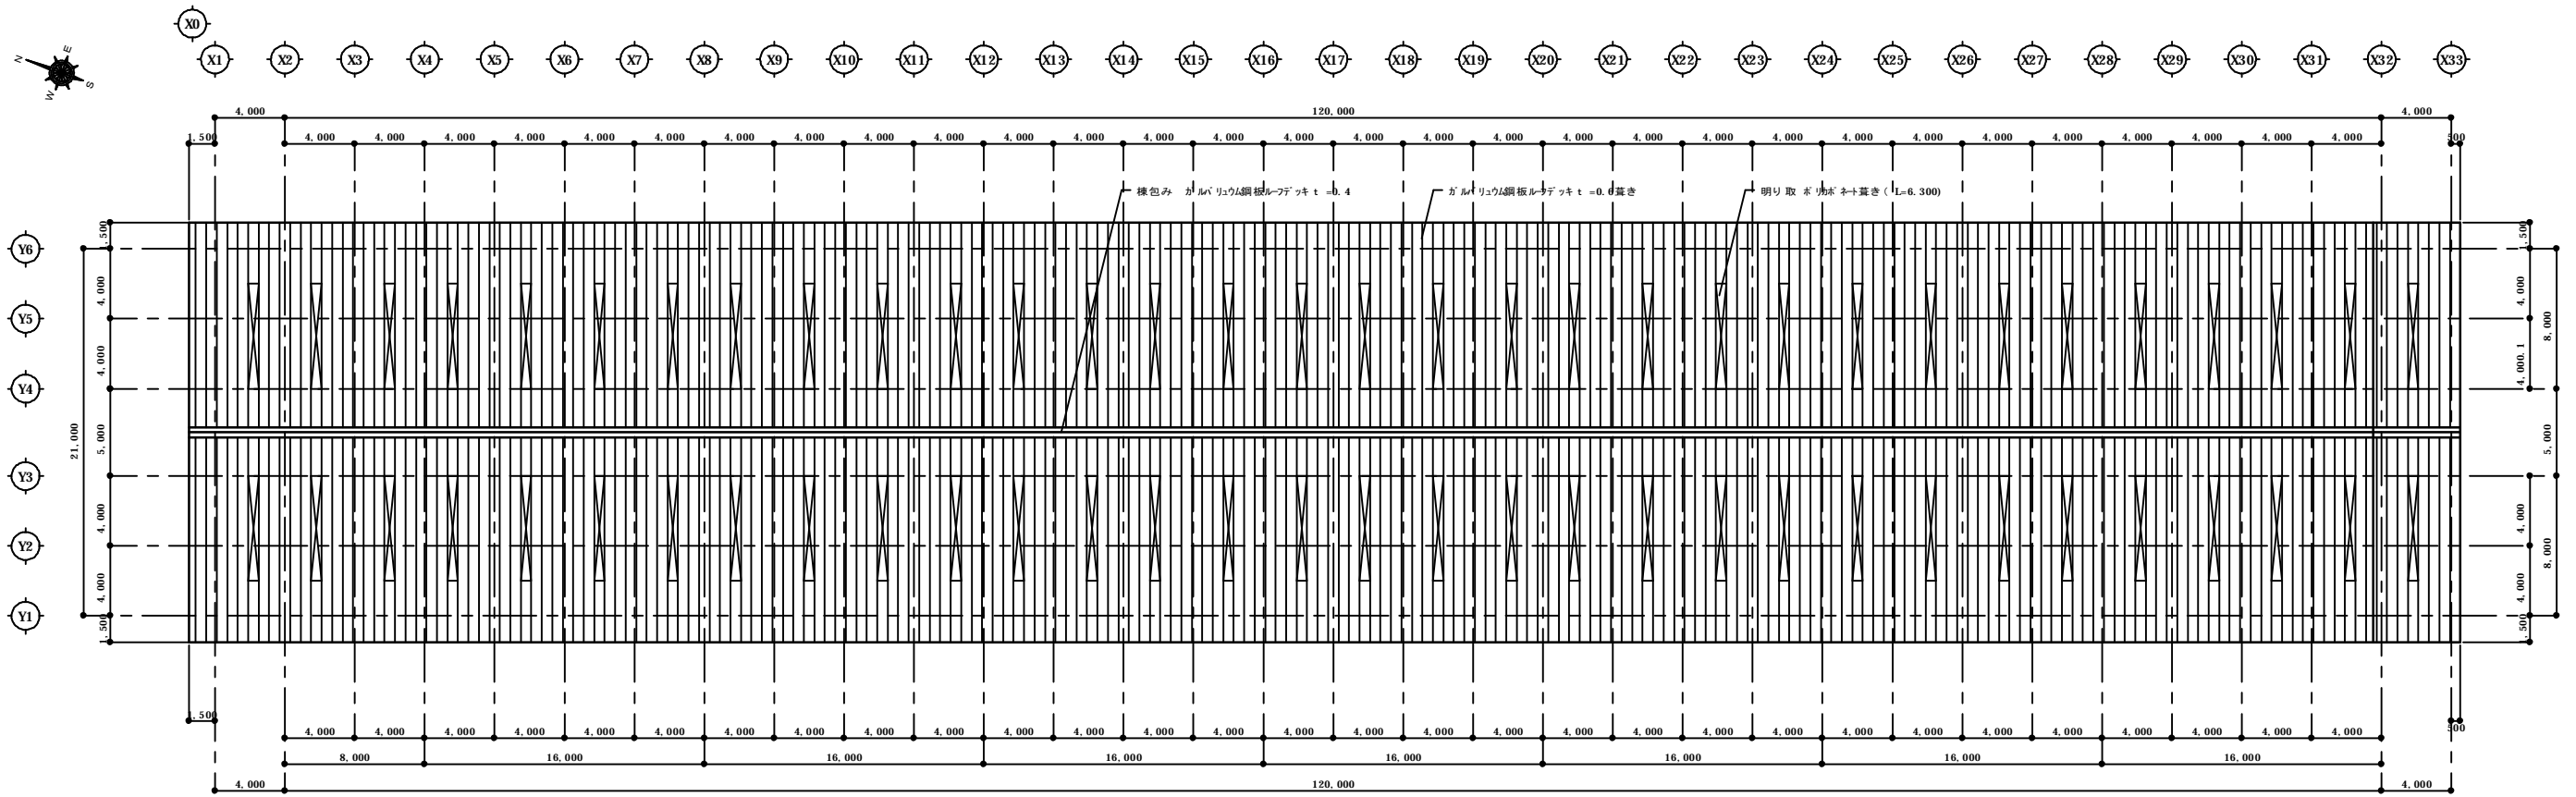 X0
N E W S
X1 X2 X3 X4 X5 X6 X7 X8 X9 X10 X11 X12 X13 X14 X15 X16 X17 X18 X19 X20 X21 X22 X23 X24 X25 X26 X27 X28 X29 X30 X31 X32 X33
4,000 120,000 4,000
1,500 4,000 4,000 4,000 4,000 4,000 4,000 4,000 4,000 4,000 4,000 4,000 4,000 4,000 4,000 4,000 4,000 4,000 4,000 4,000 4,000 4,000 4,000 4,000 4,000 4,000 4,000 4,000 4,000 4,000 4,000 500
棟包み ガルバリュウム鋼板ルーフデッキ t =0.4
ガルバリュウム鋼板ルーフデッキ t =0.6葺き
明り取 ポリカボネート葺き( L=6.300)
Y6
Y5
Y4
Y3
Y2
Y1
21,000
1,500
4,000
4,000
5,000
4,000
4,000
1,500
1,500
4,000
4,000.1
4,000
4,000
1,500
8,000
5,000
8,000
1,500 500
4,000 4,000 4,000 4,000 4,000 4,000 4,000 4,000 4,000 4,000 4,000 4,000 4,000 4,000 4,000 4,000 4,000 4,000 4,000 4,000 4,000 4,000 4,000 4,000 4,000 4,000 4,000 4,000 4,000 4,000
8,000 16,000 16,000 16,000 16,000 16,000 16,000 16,000
4,000 120,000 4,000